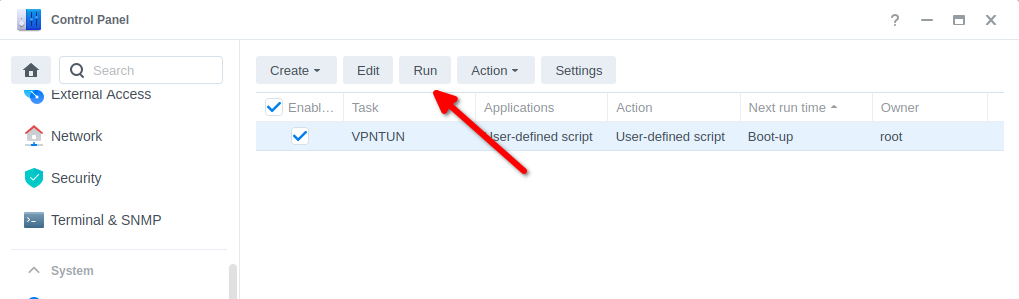 Control Panel
?
Search
Create Edit Run Action Settings
External Access
Network
Security
Terminal & SNMP
System
Enabl... Task Applications Action Next run time Owner
VPNTUN User-defined script User-defined script Boot-up root